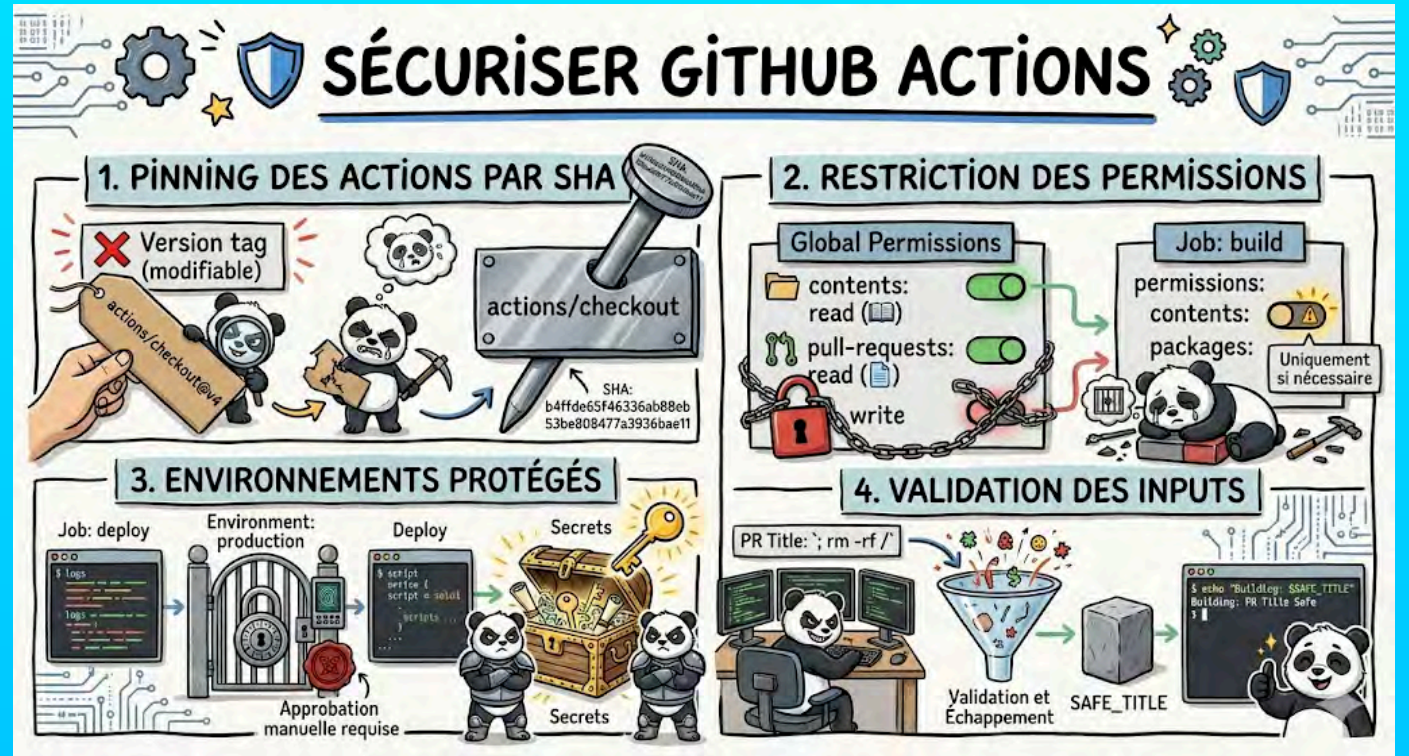 SÉCURISER GITHUB ACTIONS
1. PINNING DES ACTIONS PAR SHA
Version tag
(modifiable)
actions/checkout@v4
SHA
actions/checkout
SHA:
b4ffde65f46336ab88eb
53be808477a3936bae11
2. RESTRICTION DES PERMISSIONS
Global Permissions
contents:
read
pull-requests:
read
write
Job: build
permissions:
contents:
packages:
Uniquement
si nécessaire
3. ENVIRONNEMENTS PROTÉGÉS
Job: deploy
$ logs
logs
Environment:
production
Approbation
manuelle requise
Deploy
$ script
Secrets
Secrets
4. VALIDATION DES INPUTS
PR Title: `; rm -rf /`
Validation et
Échappement
SAFE_TITLE
$ echo "Building: $SAFE_TITLE"
Building: PR Title Safe
$